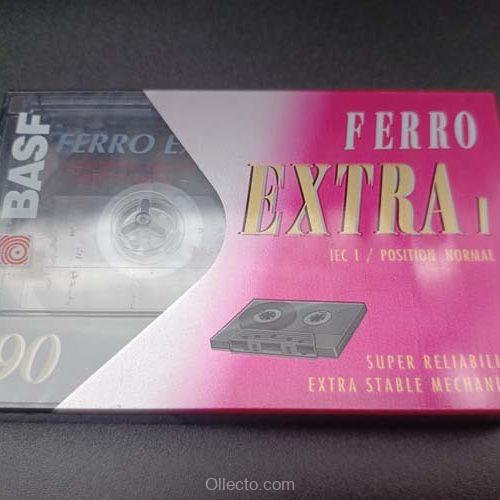 BASF
FERRO E
90
FERRO
EXTRA I
IEC I / POSITION NORMAL
SUPER RELIABILI
EXTRA STABLE MECHANI
Ollecto.com